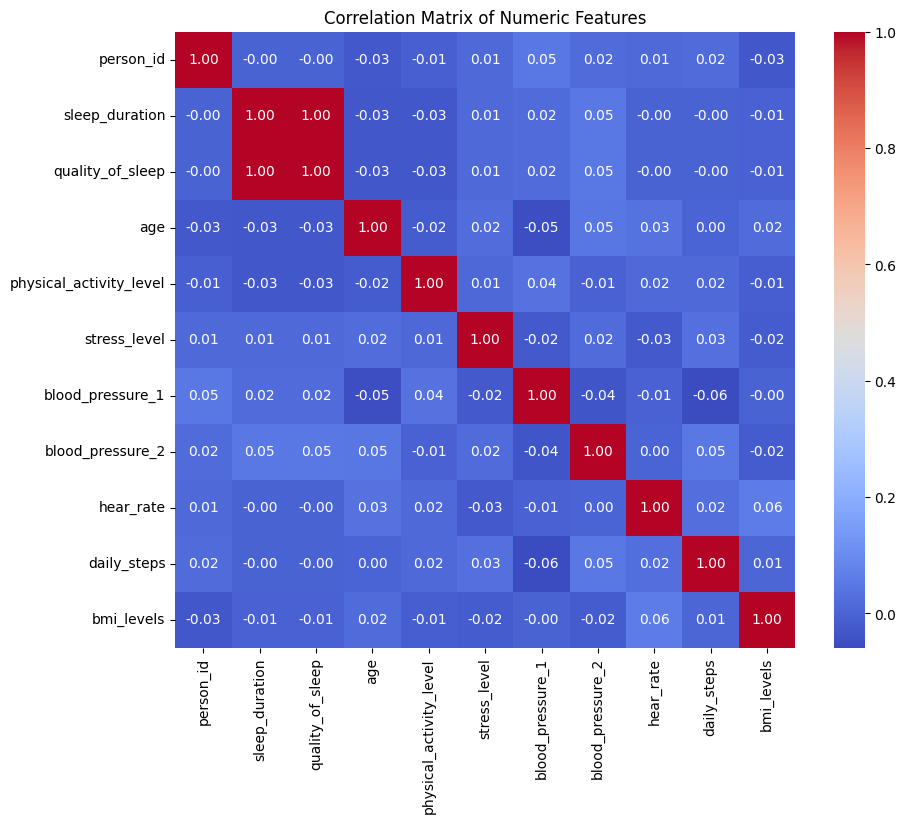 Correlation Matrix of Numeric Features
person_id 1.00 -0.00 -0.00 -0.03 -0.01 0.01 0.05 0.02 0.01 0.02 -0.03
sleep_duration -0.00 1.00 1.00 -0.03 -0.03 0.01 0.02 0.05 -0.00 -0.00 -0.01
quality_of_sleep -0.00 1.00 1.00 -0.03 -0.03 0.01 0.02 0.05 -0.00 -0.00 -0.01
age -0.03 -0.03 -0.03 1.00 -0.02 0.02 -0.05 0.05 0.03 0.00 0.02
physical_activity_level -0.01 -0.03 -0.03 -0.02 1.00 0.01 0.04 -0.01 0.02 0.02 -0.01
stress_level 0.01 0.01 0.01 0.02 0.01 1.00 -0.02 0.02 -0.03 0.03 -0.02
blood_pressure_1 0.05 0.02 0.02 -0.05 0.04 -0.02 1.00 -0.04 -0.01 -0.06 -0.00
blood_pressure_2 0.02 0.05 0.05 0.05 -0.01 0.02 -0.04 1.00 0.00 0.05 -0.02
hear_rate 0.01 -0.00 -0.00 0.03 0.02 -0.03 -0.01 0.00 1.00 0.02 0.06
daily_steps 0.02 -0.00 -0.00 0.00 0.02 0.03 -0.06 0.05 0.02 1.00 0.01
bmi_levels -0.03 -0.01 -0.01 0.02 -0.01 -0.02 -0.00 -0.02 0.06 0.01 1.00
person_id
sleep_duration
quality_of_sleep
age
physical_activity_level
stress_level
blood_pressure_1
blood_pressure_2
hear_rate
daily_steps
bmi_levels
1.0
0.8
0.6
0.4
0.2
0.0